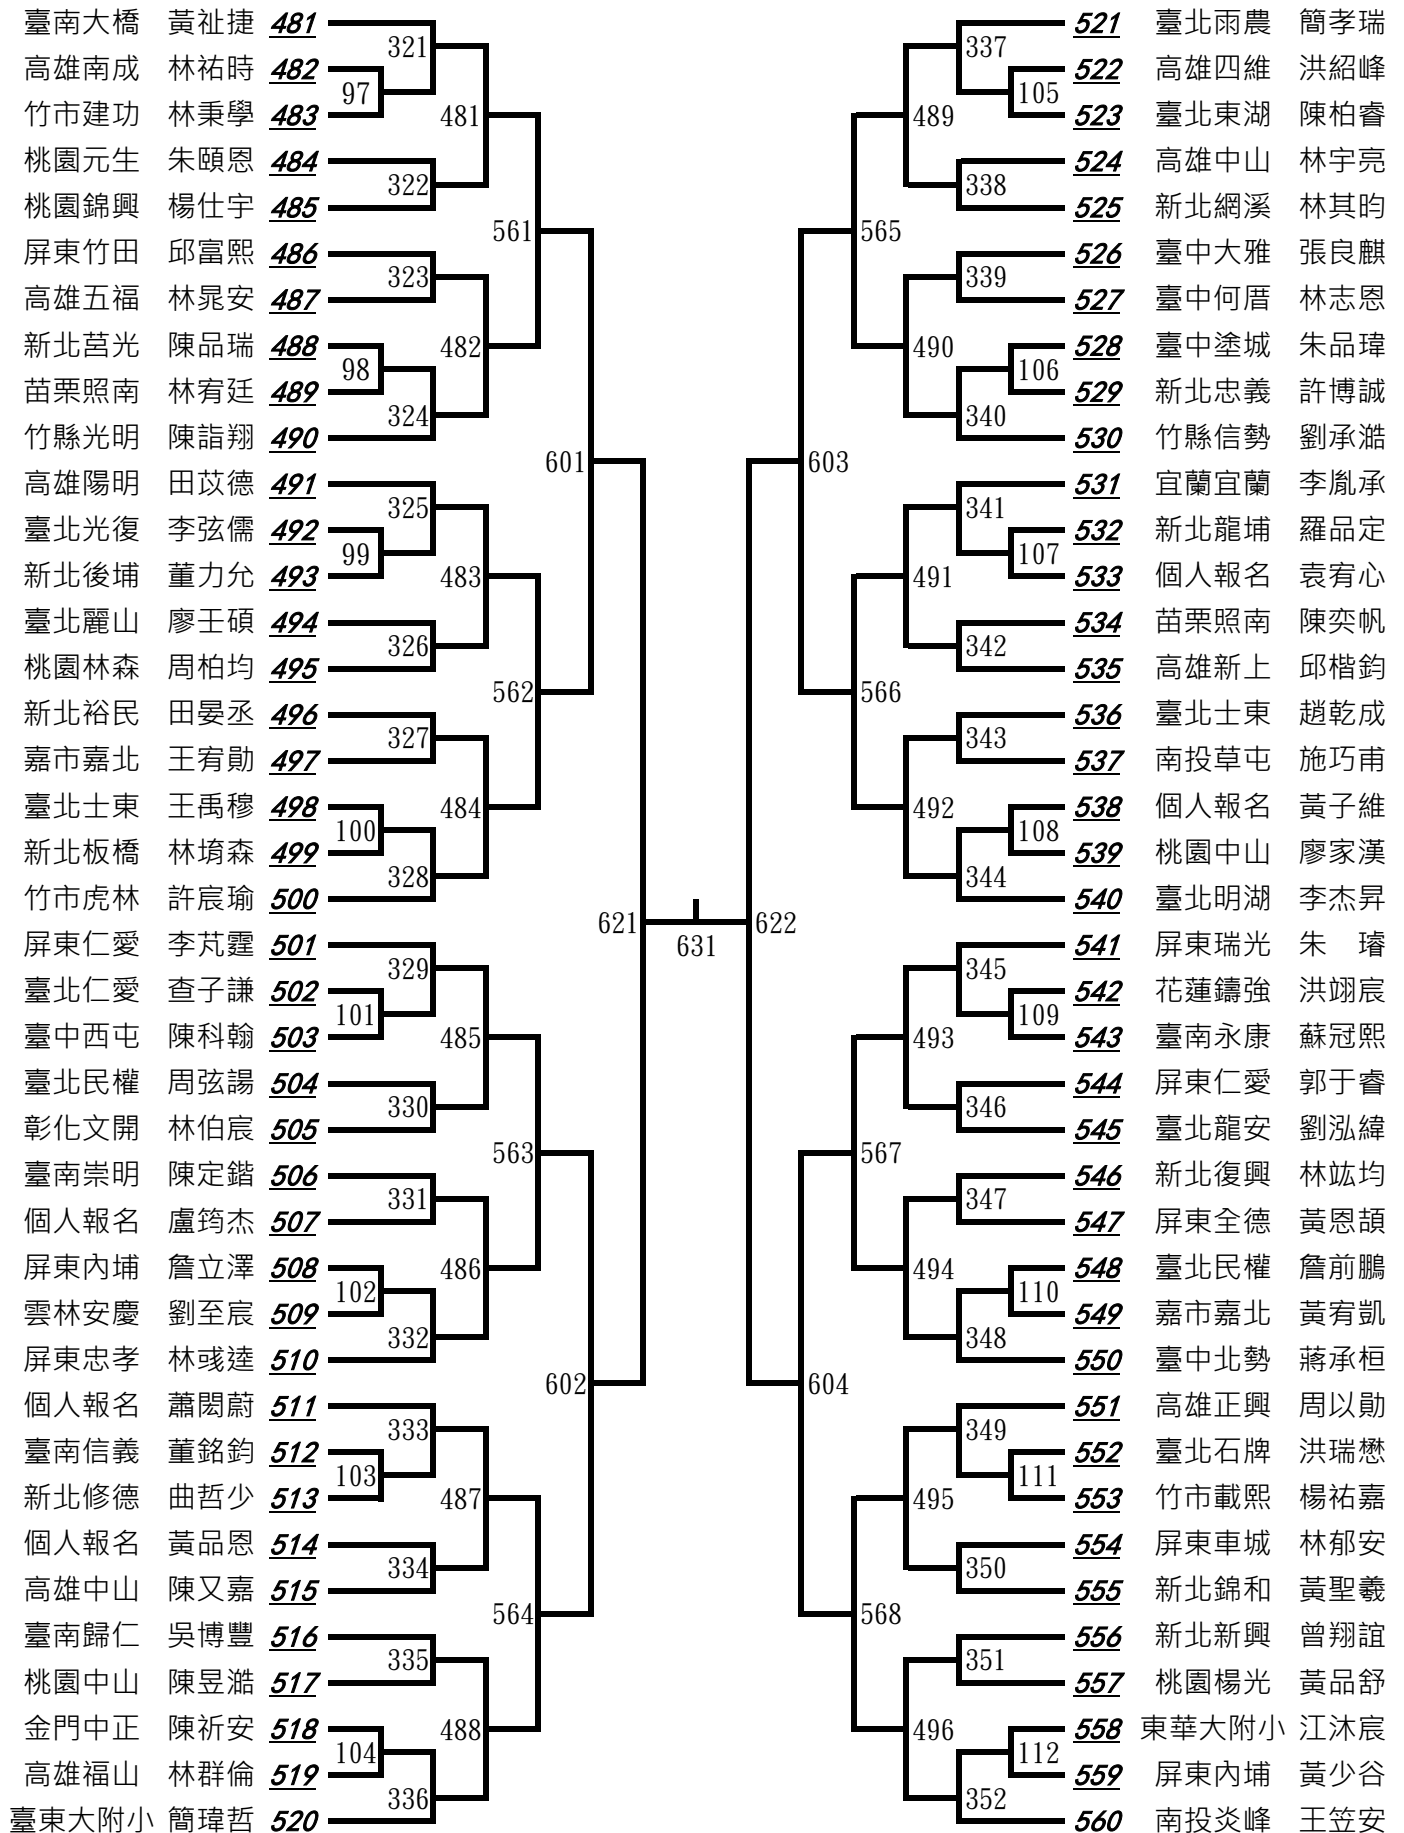 臺南大橋 黃祉捷 481
高雄南成 林祐時 482
竹市建功 林秉學 483
桃園元生 朱頤恩 484
桃園錦興 楊仕宇 485
屏東竹田 邱富熙 486
高雄五福 林晁安 487
新北莒光 陳品瑞 488
苗栗照南 林宥廷 489
竹縣光明 陳詣翔 490
高雄陽明 田苡德 491
臺北光復 李弦儒 492
新北後埔 董力允 493
臺北麗山 廖王碩 494
桃園林森 周柏均 495
新北裕民 田晏丞 496
嘉市嘉北 王宥勛 497
臺北士東 王禹穆 498
新北板橋 林堉森 499
竹市虎林 許宸瑜 500
屏東仁愛 李芃霆 501
臺北仁愛 查子謙 502
臺中西屯 陳科翰 503
臺北民權 周弦諹 504
彰化文開 林伯宸 505
臺南崇明 陳定鍇 506
個人報名 盧筠杰 507
屏東內埔 詹立澤 508
雲林安慶 劉至宸 509
屏東忠孝 林彧逵 510
個人報名 蕭閎蔚 511
臺南信義 董銘鈞 512
新北修德 曲哲少 513
個人報名 黃品恩 514
高雄中山 陳又嘉 515
臺南歸仁 吳博豐 516
桃園中山 陳昱澔 517
金門中正 陳祈安 518
高雄福山 林群倫 519
臺東大附小 簡瑋哲 520
97
98
99
100
101
102
103
104
321
322
323
324
325
326
327
328
329
330
331
332
333
334
335
336
481
482
483
484
485
486
487
488
561
562
563
564
601
602
621
631
622
603
604
565
566
567
568
489
490
491
492
493
494
495
496
337
338
339
340
341
342
343
344
345
346
347
348
349
350
351
352
105
106
107
108
109
110
111
112
521 臺北雨農 簡孝瑞
522 高雄四維 洪紹峰
523 臺北東湖 陳柏睿
524 高雄中山 林宇亮
525 新北網溪 林其昀
526 臺中大雅 張良麒
527 臺中何厝 林志恩
528 臺中塗城 朱品瑋
529 新北忠義 許博誠
530 竹縣信勢 劉承澔
531 宜蘭宜蘭 李胤承
532 新北龍埔 羅品定
533 個人報名 袁宥心
534 苗栗照南 陳奕帆
535 高雄新上 邱楷鈞
536 臺北士東 趙乾成
537 南投草屯 施巧甫
538 個人報名 黃子維
539 桃園中山 廖家漢
540 臺北明湖 李杰昇
541 屏東瑞光 朱 璿
542 花蓮鑄強 洪翊宸
543 臺南永康 蘇冠熙
544 屏東仁愛 郭于睿
545 臺北龍安 劉泓緯
546 新北復興 林竑均
547 屏東全德 黃恩頡
548 臺北民權 詹前鵬
549 嘉市嘉北 黃宥凱
550 臺中北勢 蔣承桓
551 高雄正興 周以勛
552 臺北石牌 洪瑞懋
553 竹市載熙 楊祐嘉
554 屏東車城 林郁安
555 新北錦和 黃聖羲
556 新北新興 曾翔誼
557 桃園楊光 黃品舒
558 東華大附小 江沐宸
559 屏東內埔 黃少谷
560 南投炎峰 王笠安